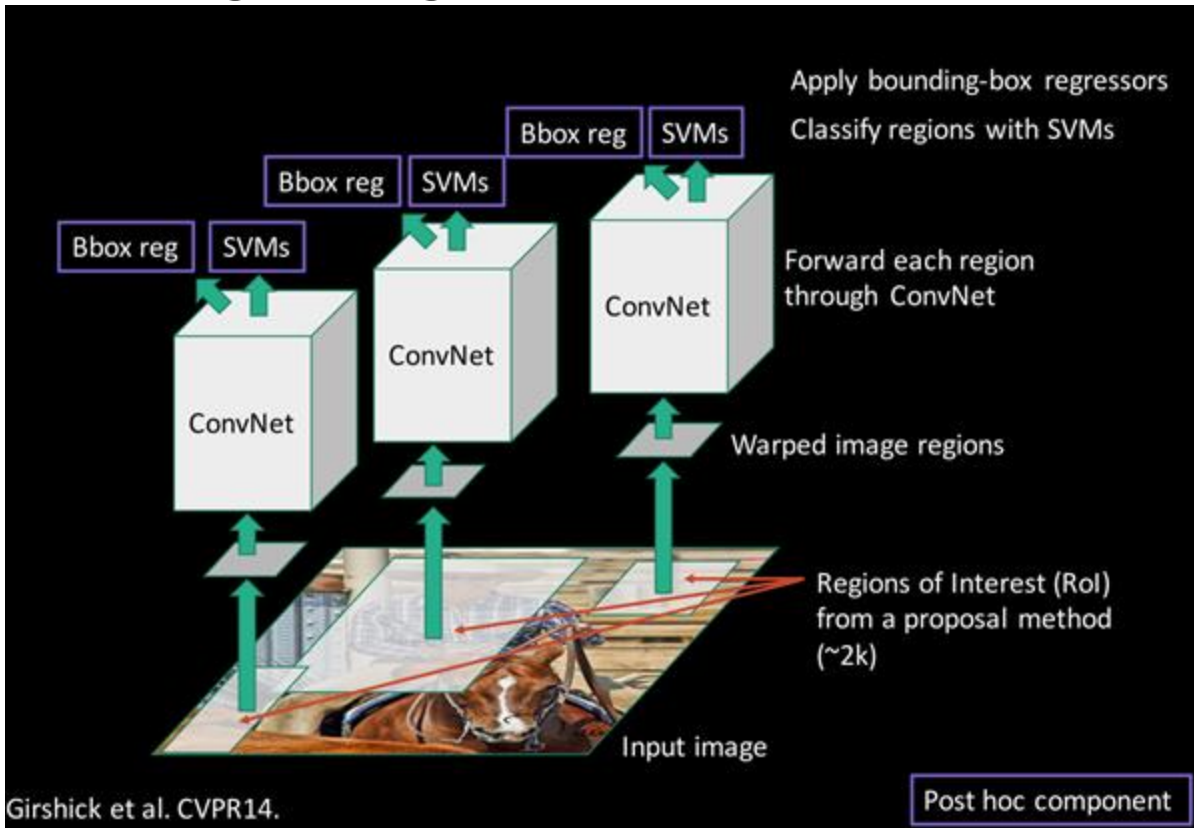 Apply bounding-box regressors
Bbox reg SVMs Classify regions with SVMs
Bbox reg SVMs
Bbox reg SVMs
Forward each region
through ConvNet
ConvNet
ConvNet
ConvNet
Warped image regions
Regions of Interest (RoI)
from a proposal method
(~2k)
Input image
Girshick et al. CVPR14.
Post hoc component